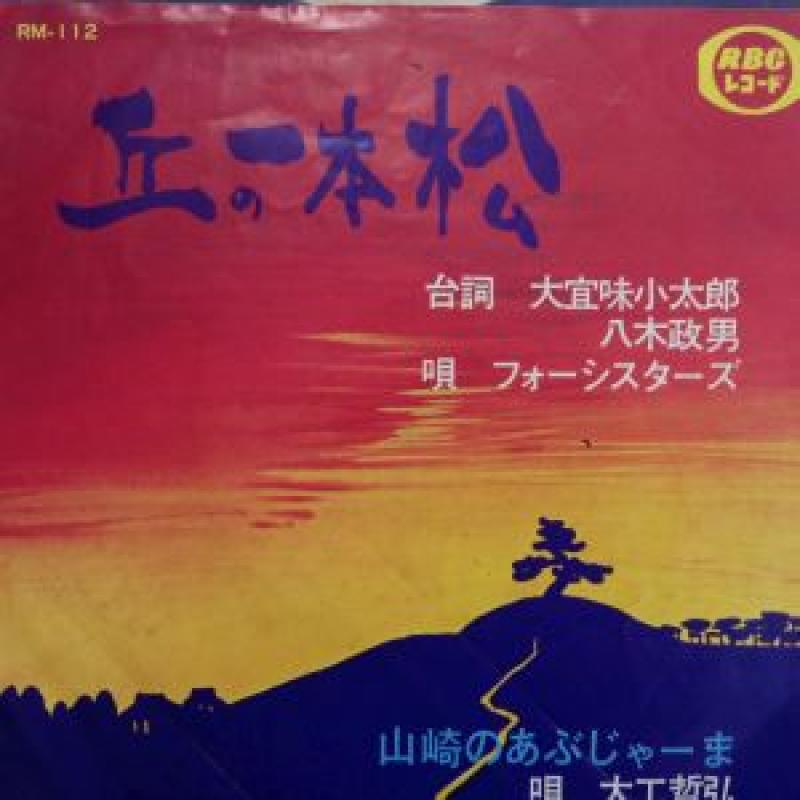 RM-112
RBC
レコード
丘の一本松
台詞 大宜味小太郎
八木政男
唄 フォーシスターズ
山崎のあぶじゃーま
唄 大工哲弘